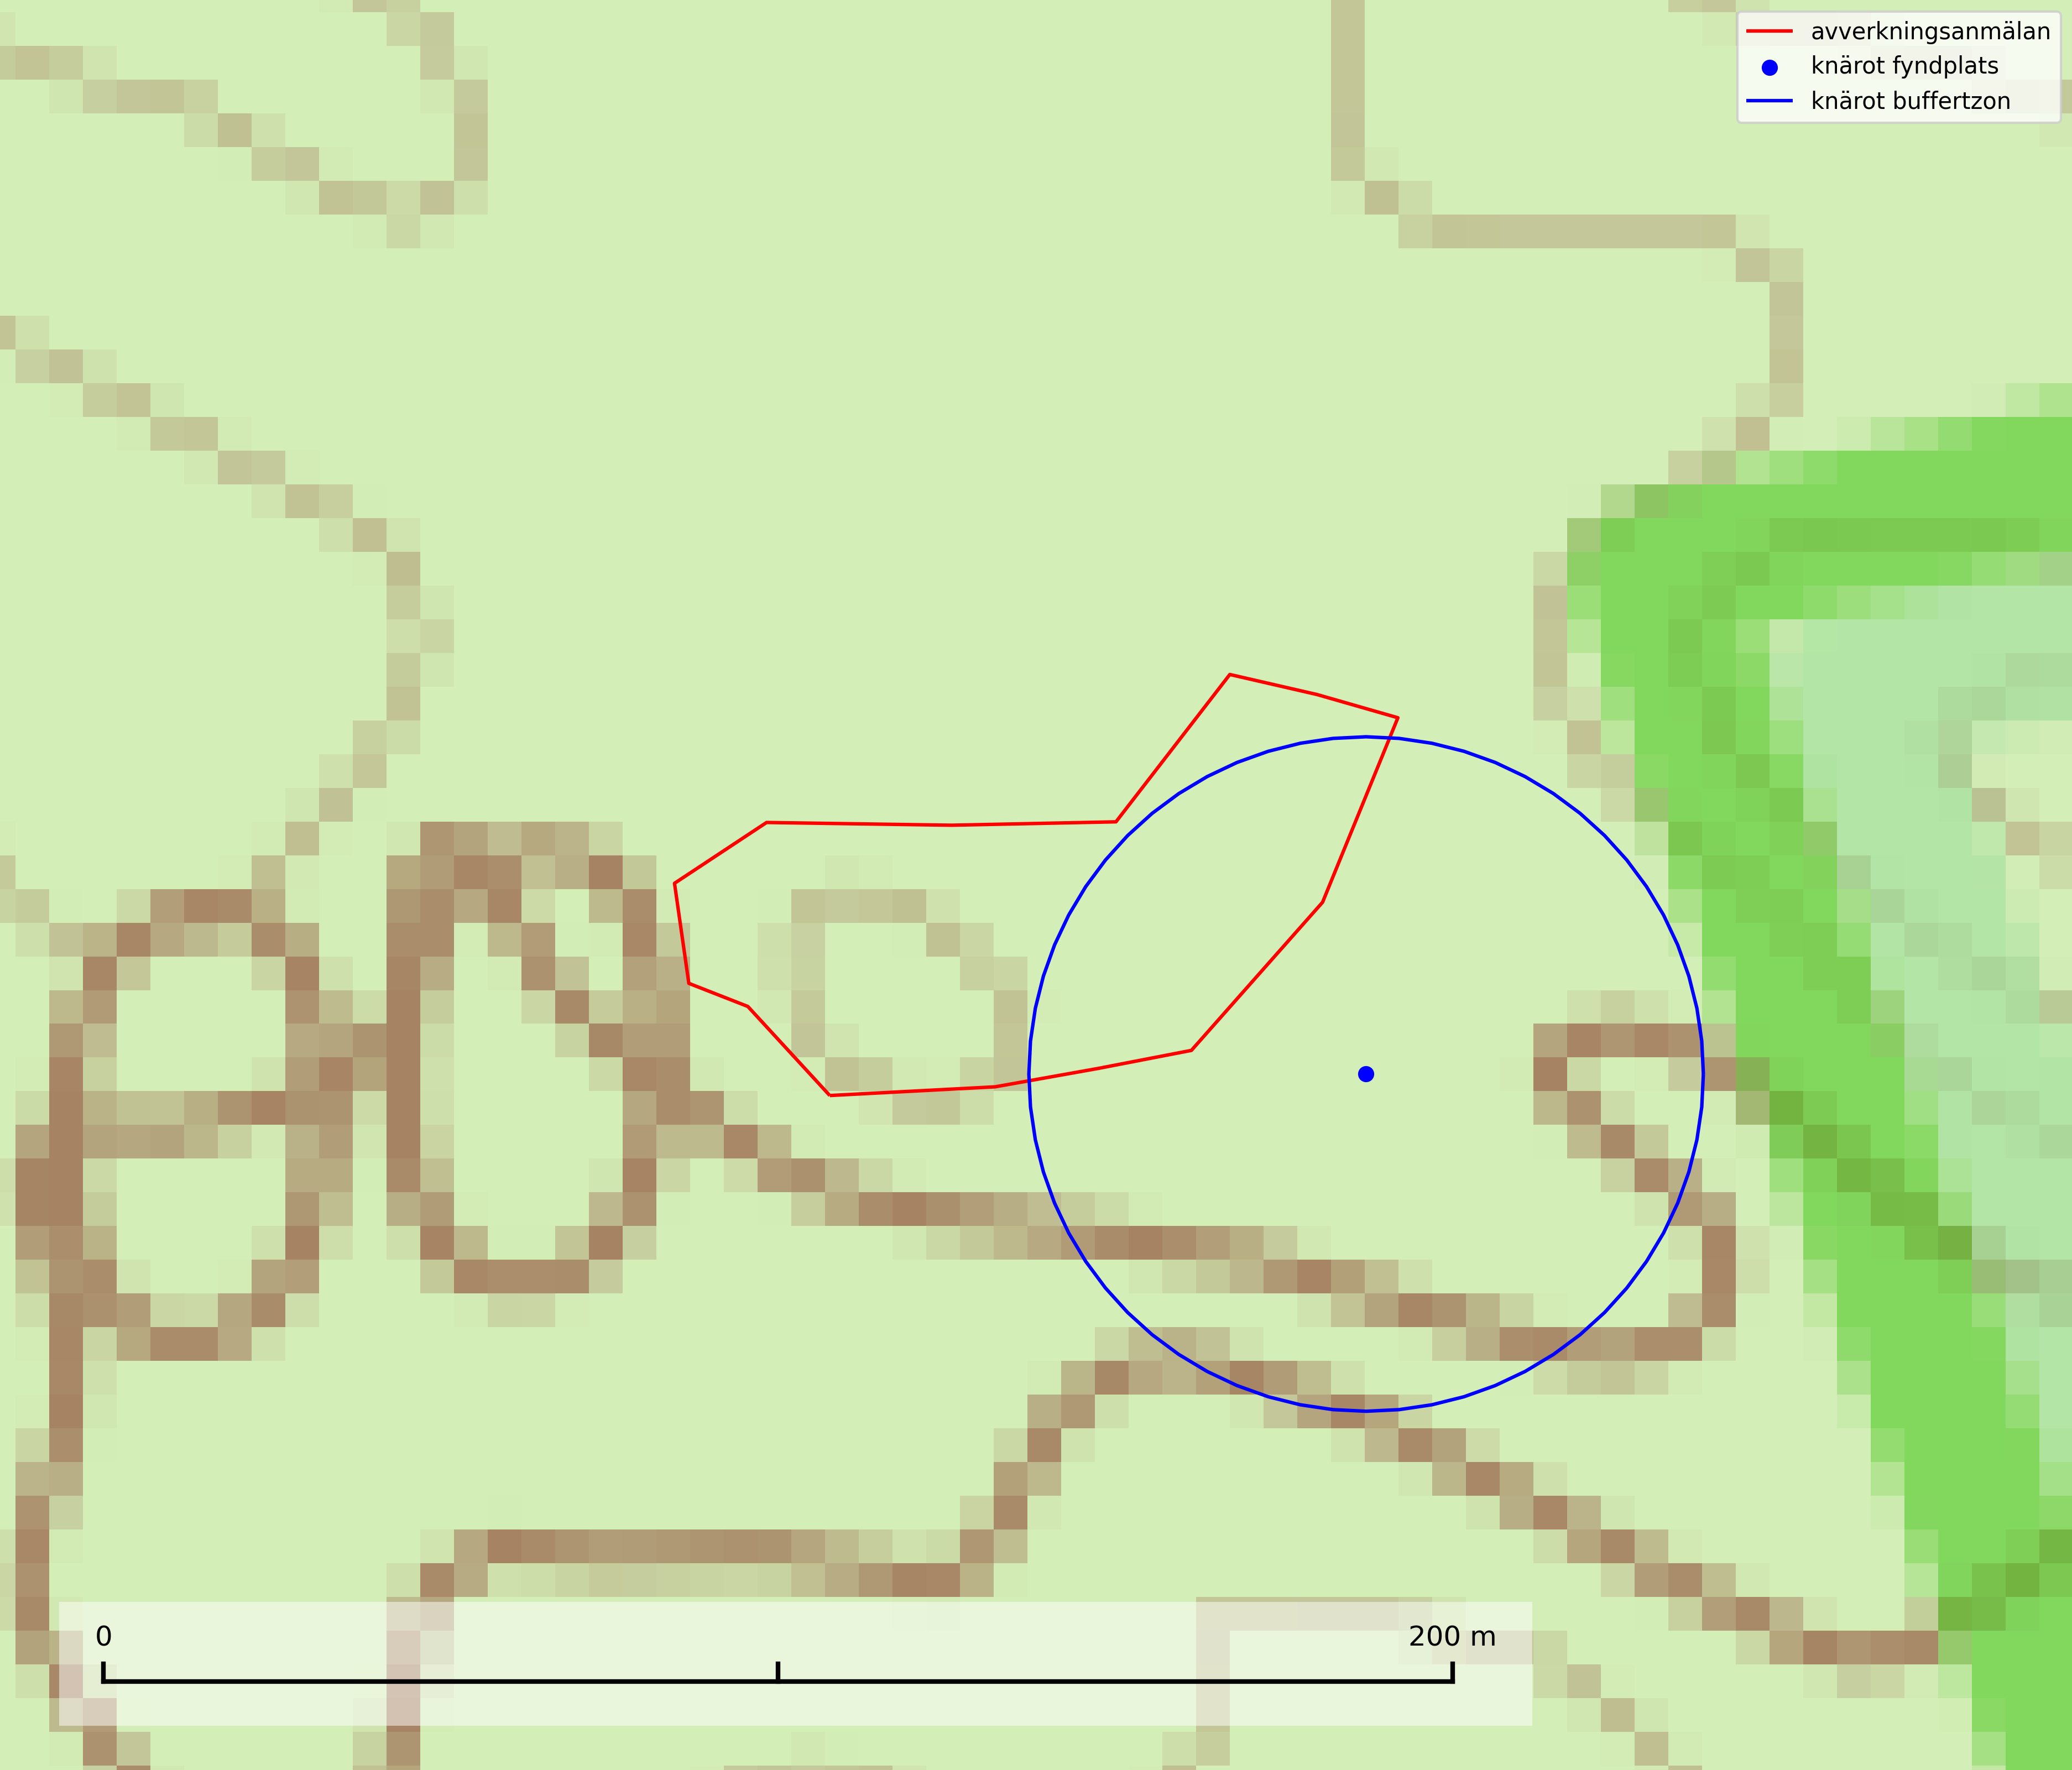 avverkningsanmälan
knärot fyndplats
knärot buffertzon
0 200 m